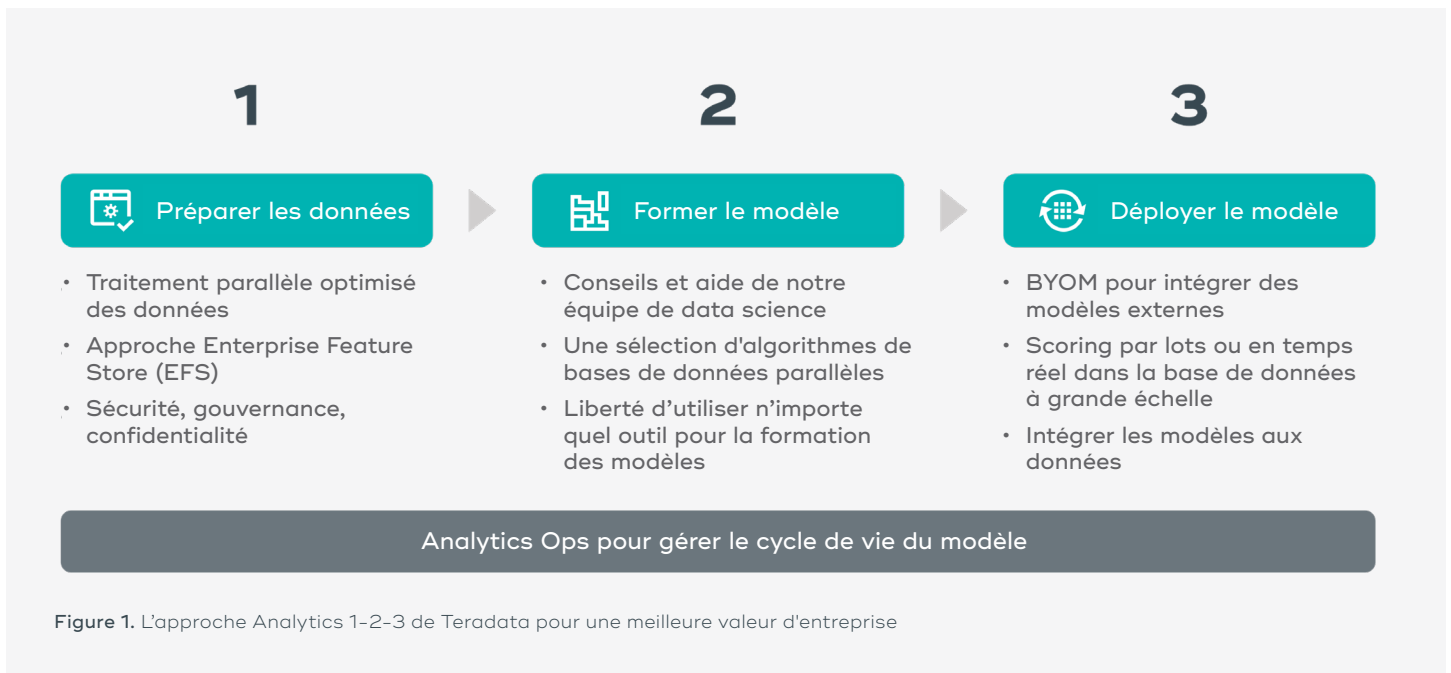 1
Préparer les données
• Traitement parallèle optimisé
des données
• Approche Enterprise Feature
Store (EFS)
• Sécurité, gouvernance,
confidentialité
2
Former le modèle
• Conseils et aide de notre
équipe de data science
• Une sélection d'algorithmes de
bases de données parallèles
• Liberté d’utiliser n’importe
quel outil pour la formation
des modèles
3
Déployer le modèle
• BYOM pour intégrer des
modèles externes
• Scoring par lots ou en temps
réel dans la base de données
à grande échelle
• Intégrer les modèles aux
données
Analytics Ops pour gérer le cycle de vie du modèle
Figure 1. L’approche Analytics 1-2-3 de Teradata pour une meilleure valeur d'entreprise